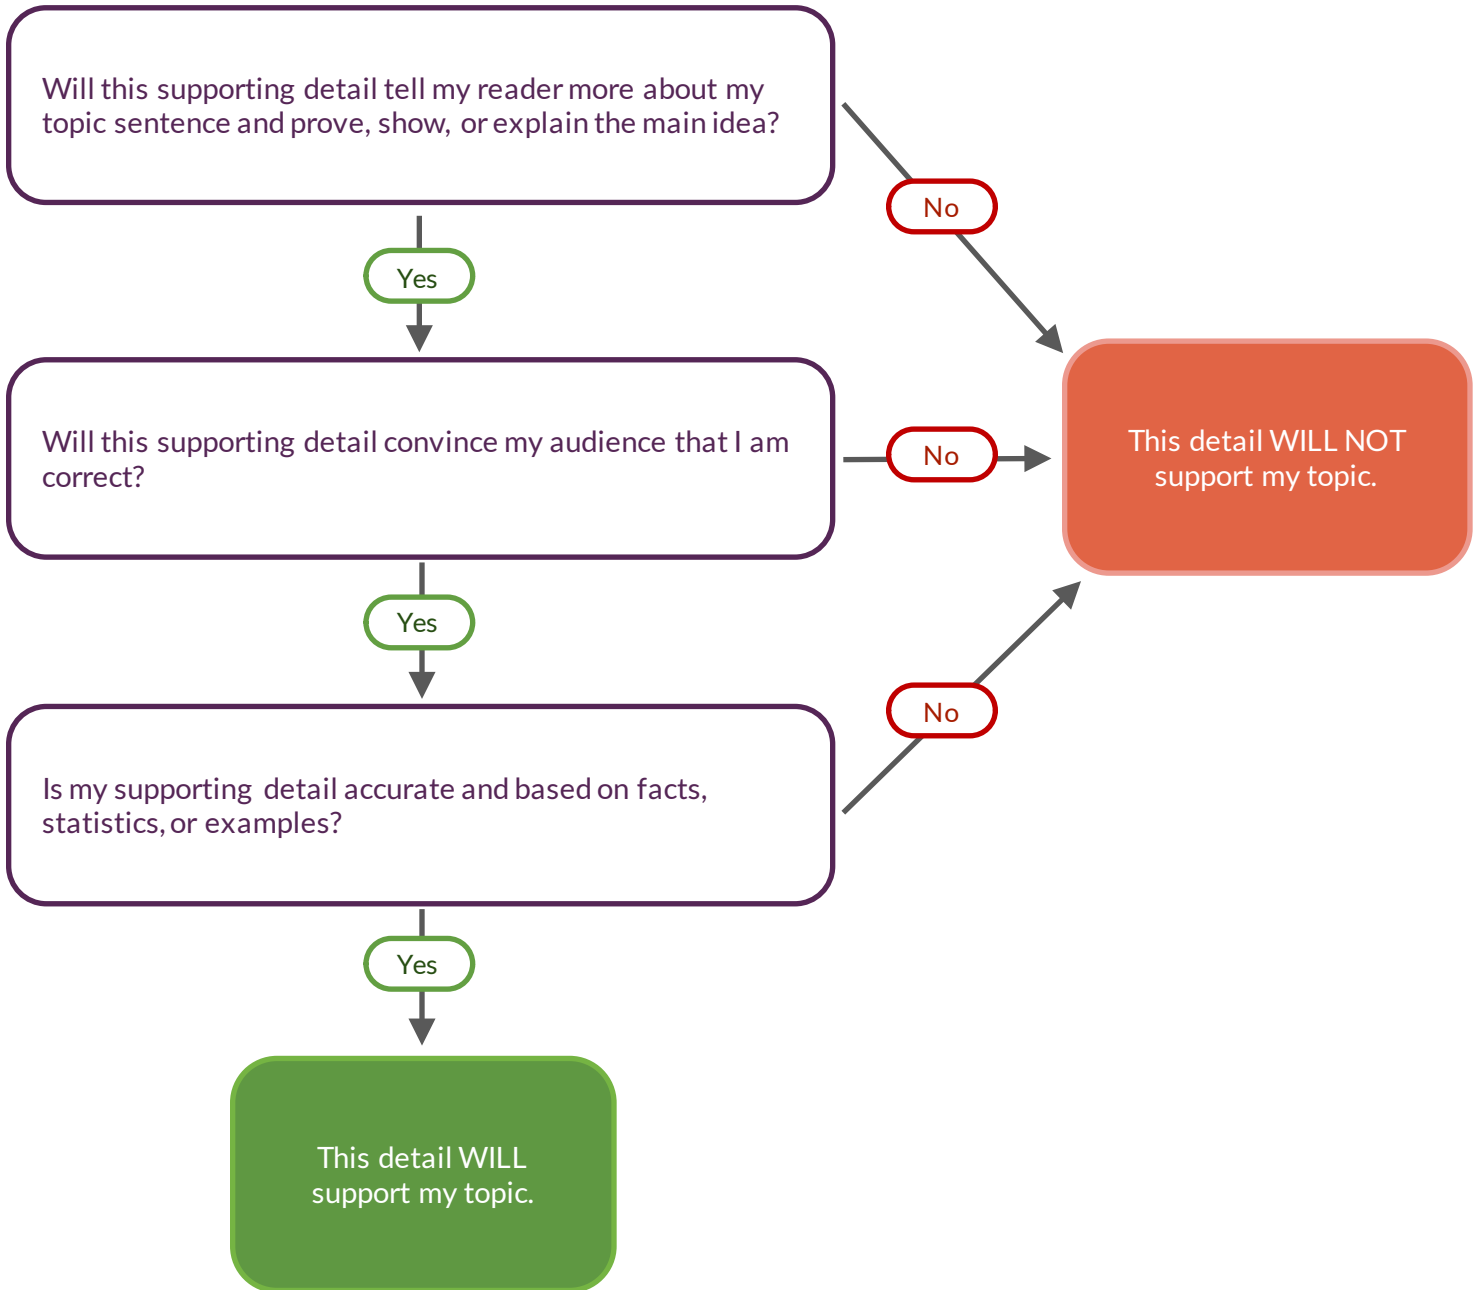 Will this supporting detail tell my reader more about my
topic sentence and prove, show, or explain the main idea?
No
Yes
Will this supporting detail convince my audience that I am
correct?
No
This detail WILL NOT
support my topic.
Yes
Is my supporting detail accurate and based on facts,
statistics, or examples?
No
Yes
This detail WILL
support my topic.